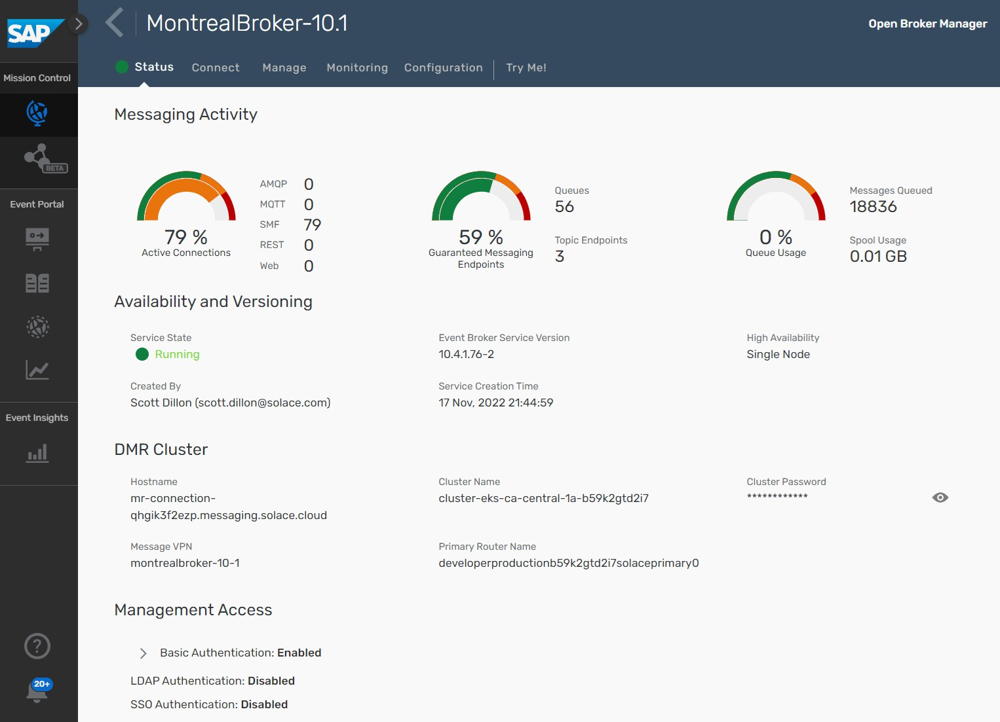 SAP
MontrealBroker-10.1
Open Broker Manager
Status
Connect
Manage
Monitoring
Configuration
Try Me!
Mission Control
BETA
Event Portal
Event Insights
?
20+
Messaging Activity
79 %
Active Connections
AMQP 0
MQTT 0
SMF 79
REST 0
Web 0
59 %
Guaranteed Messaging
Endpoints
Queues
56
Topic Endpoints
3
0 %
Queue Usage
Messages Queued
18836
Spool Usage
0.01 GB
Availability and Versioning
Service State
Running
Event Broker Service Version
10.4.1.76-2
High Availability
Single Node
Created By
Scott Dillon (scott.dillon@solace.com)
Service Creation Time
17 Nov, 2022 21:44:59
DMR Cluster
Hostname
mr-connection-
qhgik3f2ezp.messaging.solace.cloud
Cluster Name
cluster-eks-ca-central-1a-b59k2gtd2i7
Cluster Password
************
Message VPN
montrealbroker-10-1
Primary Router Name
developerproductionb59k2gtd2i7solaceprimary0
Management Access
Basic Authentication: Enabled
LDAP Authentication: Disabled
SSO Authentication: Disabled